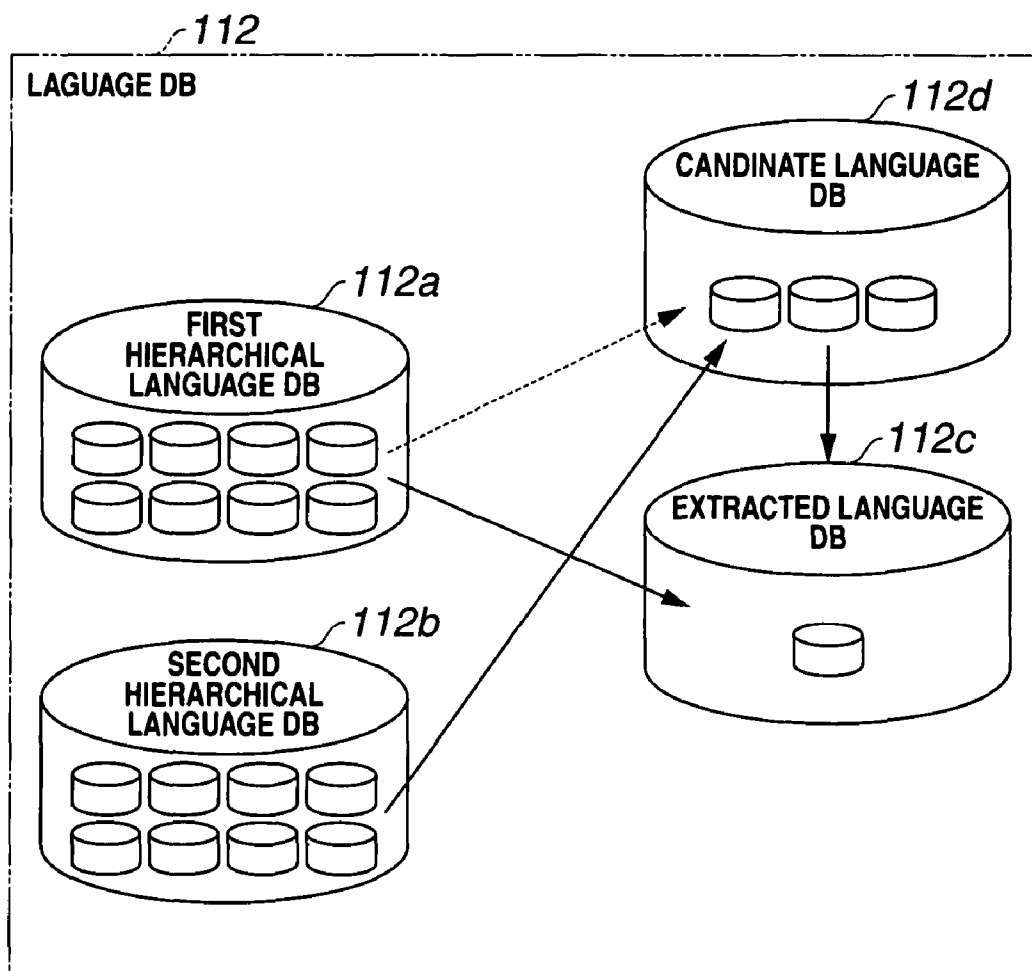 112
LAGUAGE DB
112d
CANDINATE LANGUAGE
DB
112a
FIRST
HIERARCHICAL
LANGUAGE DB
112c
EXTRACTED LANGUAGE
DB
112b
SECOND
HIERARCHICAL
LANGUAGE DB